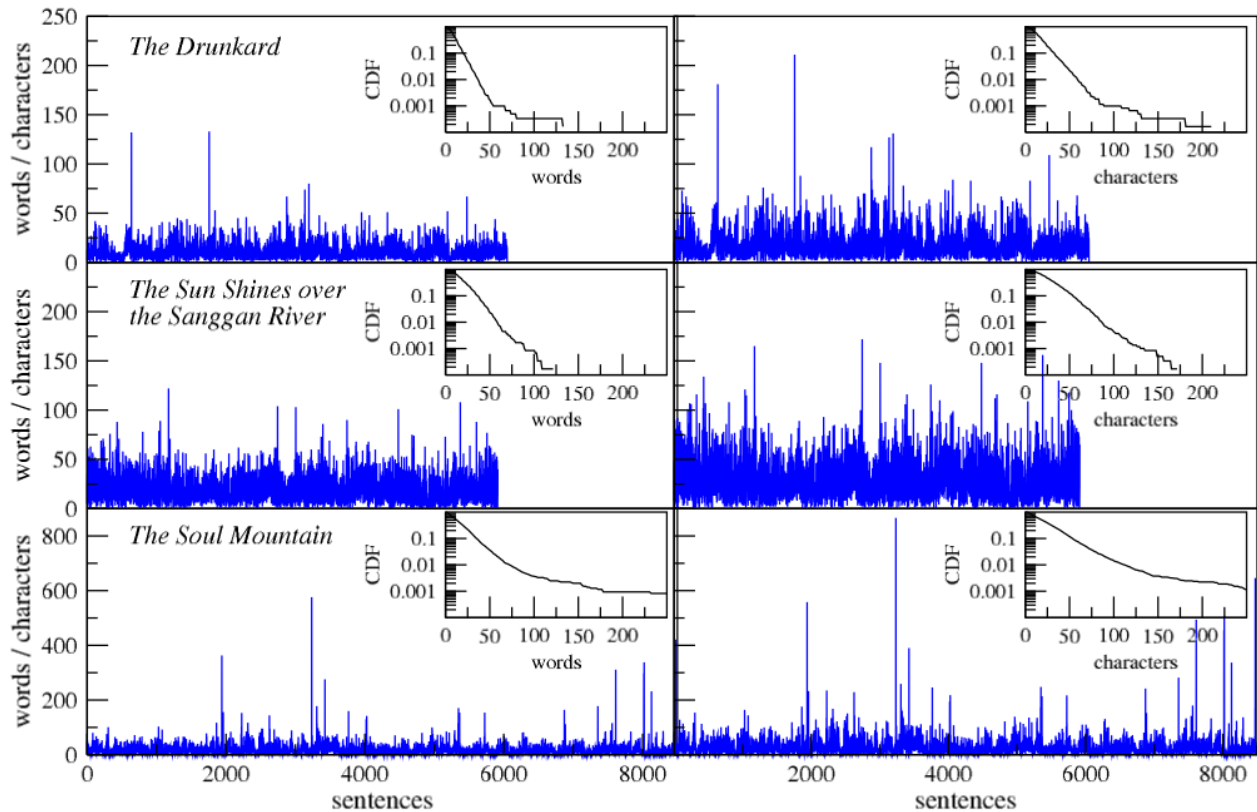 250
200
150
100
50
0
words / characters
The Drunkard
0.1
0.01
0.001
CDF
0 50 100 150 200
words
0.1
0.01
0.001
CDF
0 50 100 150 200
characters
200
150
100
50
0
words / characters
The Sun Shines over
the Sanggan River
0.1
0.01
0.001
CDF
0 50 100 150 200
words
0.1
0.01
0.001
CDF
0 50 100 150 200
characters
800
600
400
200
0
words / characters
The Soul Mountain
0.1
0.01
0.001
CDF
0 50 100 150 200
words
0.1
0.01
0.001
CDF
0 50 100 150 200
characters
0 2000 4000 6000 8000
sentences
2000 4000 6000 8000
sentences